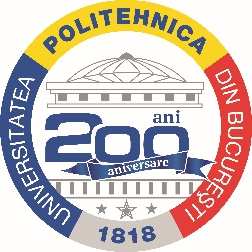 UNIVERSITATEA
POLITEHNICA
DIN BUCUREȘTI
200
ani
aniversare
1818